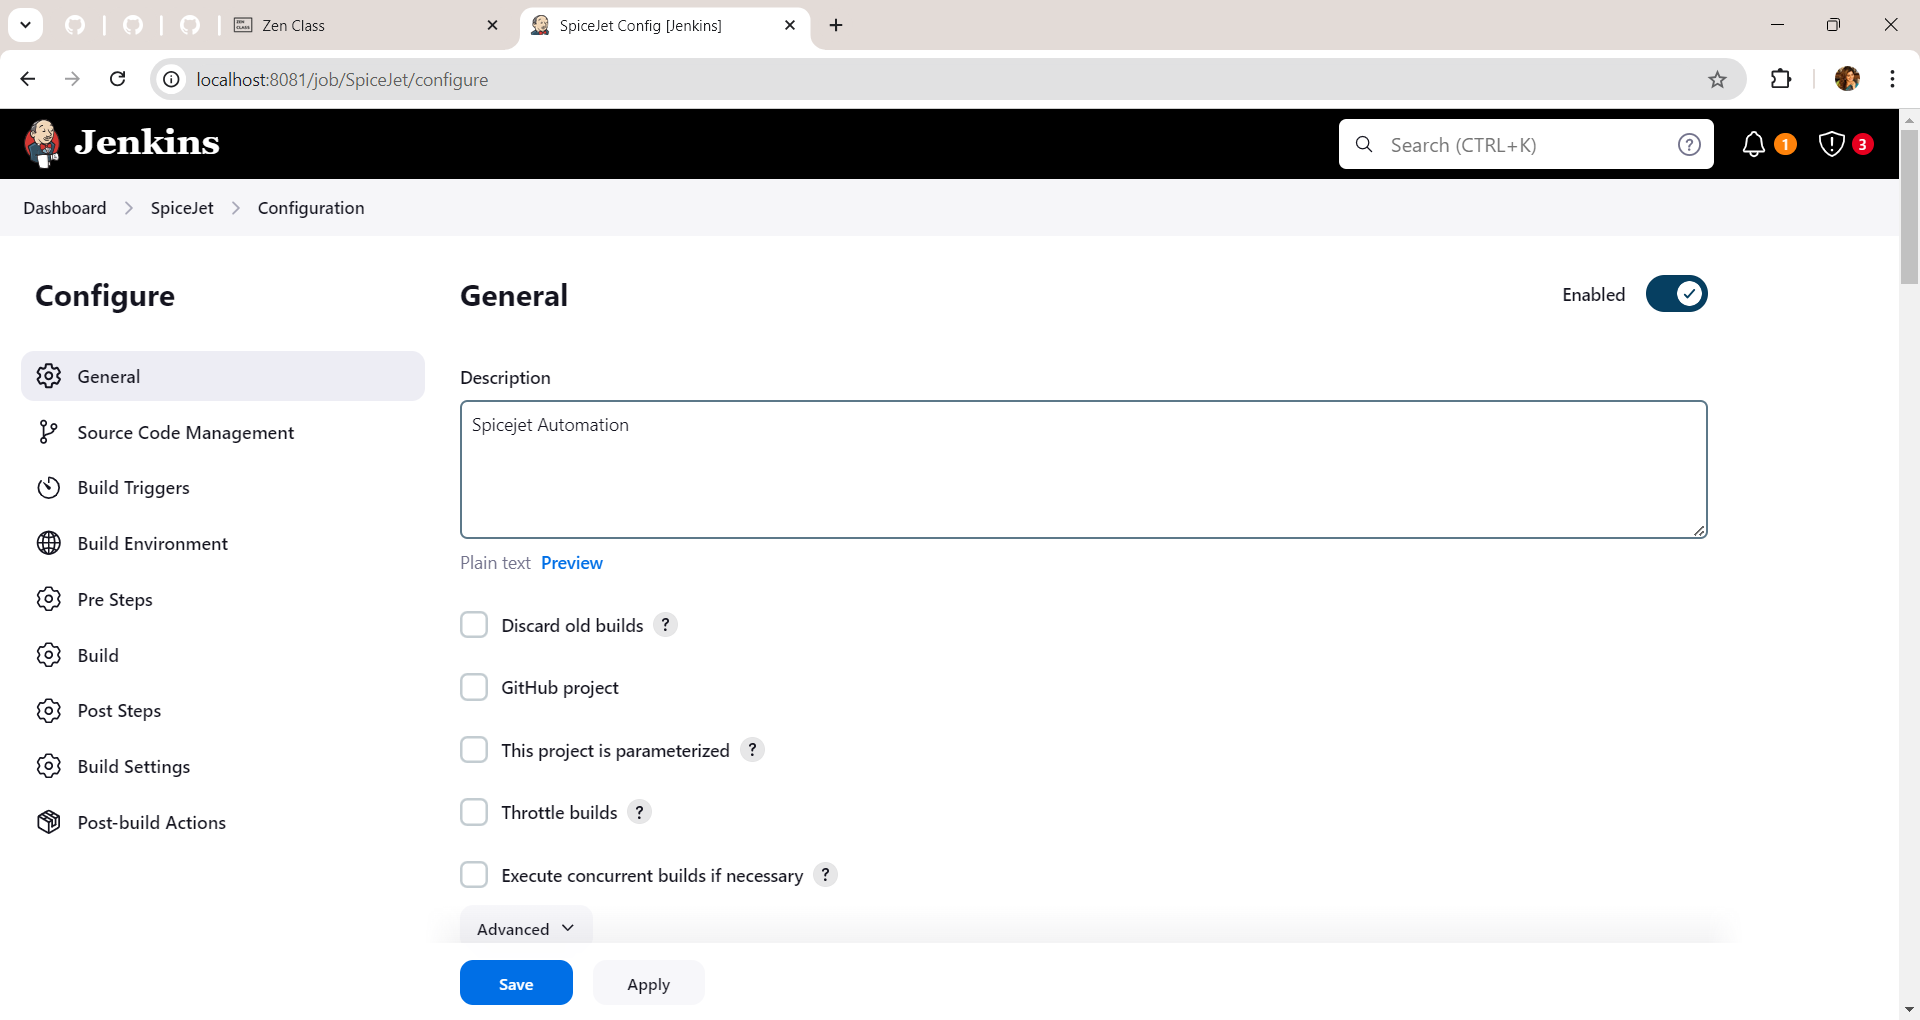 Zen Class
SpiceJet Config [Jenkins]
localhost:8081/job/SpiceJet/configure
Jenkins
Search (CTRL+K)
?
1
3
Dashboard > SpiceJet > Configuration
Configure
General
Source Code Management
Build Triggers
Build Environment
Pre Steps
Build
Post Steps
Build Settings
Post-build Actions
General
Enabled
Description
Spicejet Automation
Plain text Preview
Discard old builds ?
GitHub project
This project is parameterized ?
Throttle builds ?
Execute concurrent builds if necessary ?
Advanced
Save
Apply